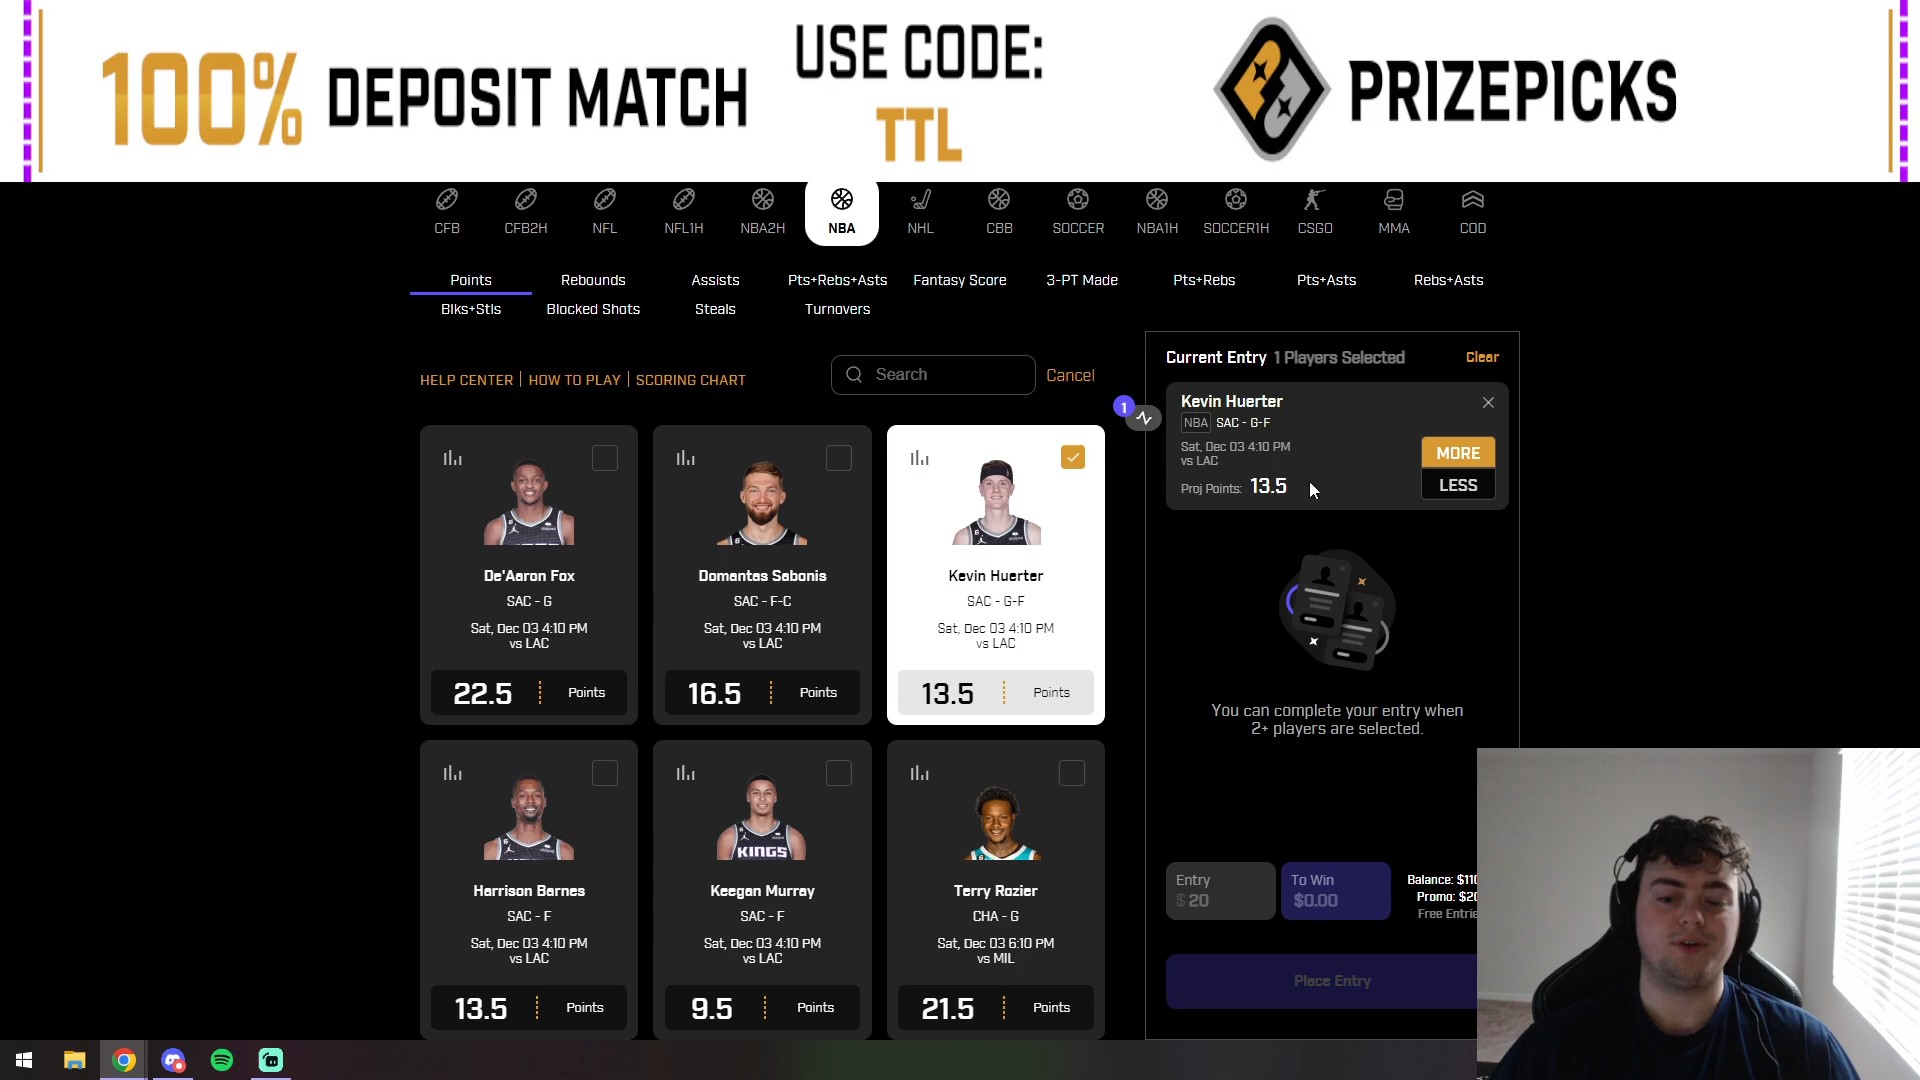 100% DEPOSIT MATCH
USE CODE:
TTL
PRIZEPICKS
CFB CFB2H NFL NFL1H NBA2H NBA NHL CBB SOCCER NBA1H SOCCER1H CSGO MMA COD
Points Rebounds Assists Pts+Rebs+Asts Fantasy Score 3-PT Made Pts+Rebs Pts+Asts Rebs+Asts
Blks+Stls Blocked Shots Steals Turnovers
HELP CENTER | HOW TO PLAY | SCORING CHART
Search Cancel
De'Aaron Fox
SAC - G
Sat, Dec 03 4:10 PM
vs LAC
22.5 Points
Domantas Sabonis
SAC - F-C
Sat, Dec 03 4:10 PM
vs LAC
16.5 Points
Kevin Huerter
SAC - G-F
Sat, Dec 03 4:10 PM
vs LAC
13.5 Points
Harrison Barnes
SAC - F
Sat, Dec 03 4:10 PM
vs LAC
13.5 Points
KINGS
Keegan Murray
SAC - F
Sat, Dec 03 4:10 PM
vs LAC
9.5 Points
Terry Rozier
CHA - G
Sat, Dec 03 6:10 PM
vs MIL
21.5 Points
Current Entry 1 Players Selected Clear
1
Kevin Huerter
NBA SAC - G-F
Sat, Dec 03 4:10 PM
vs LAC
Proj Points: 13.5
MORE
LESS
You can complete your entry when
2+ players are selected.
Entry
$ 20
To Win
$0.00
Balance: $110
Promo: $20
Free Entrie
Place Entry